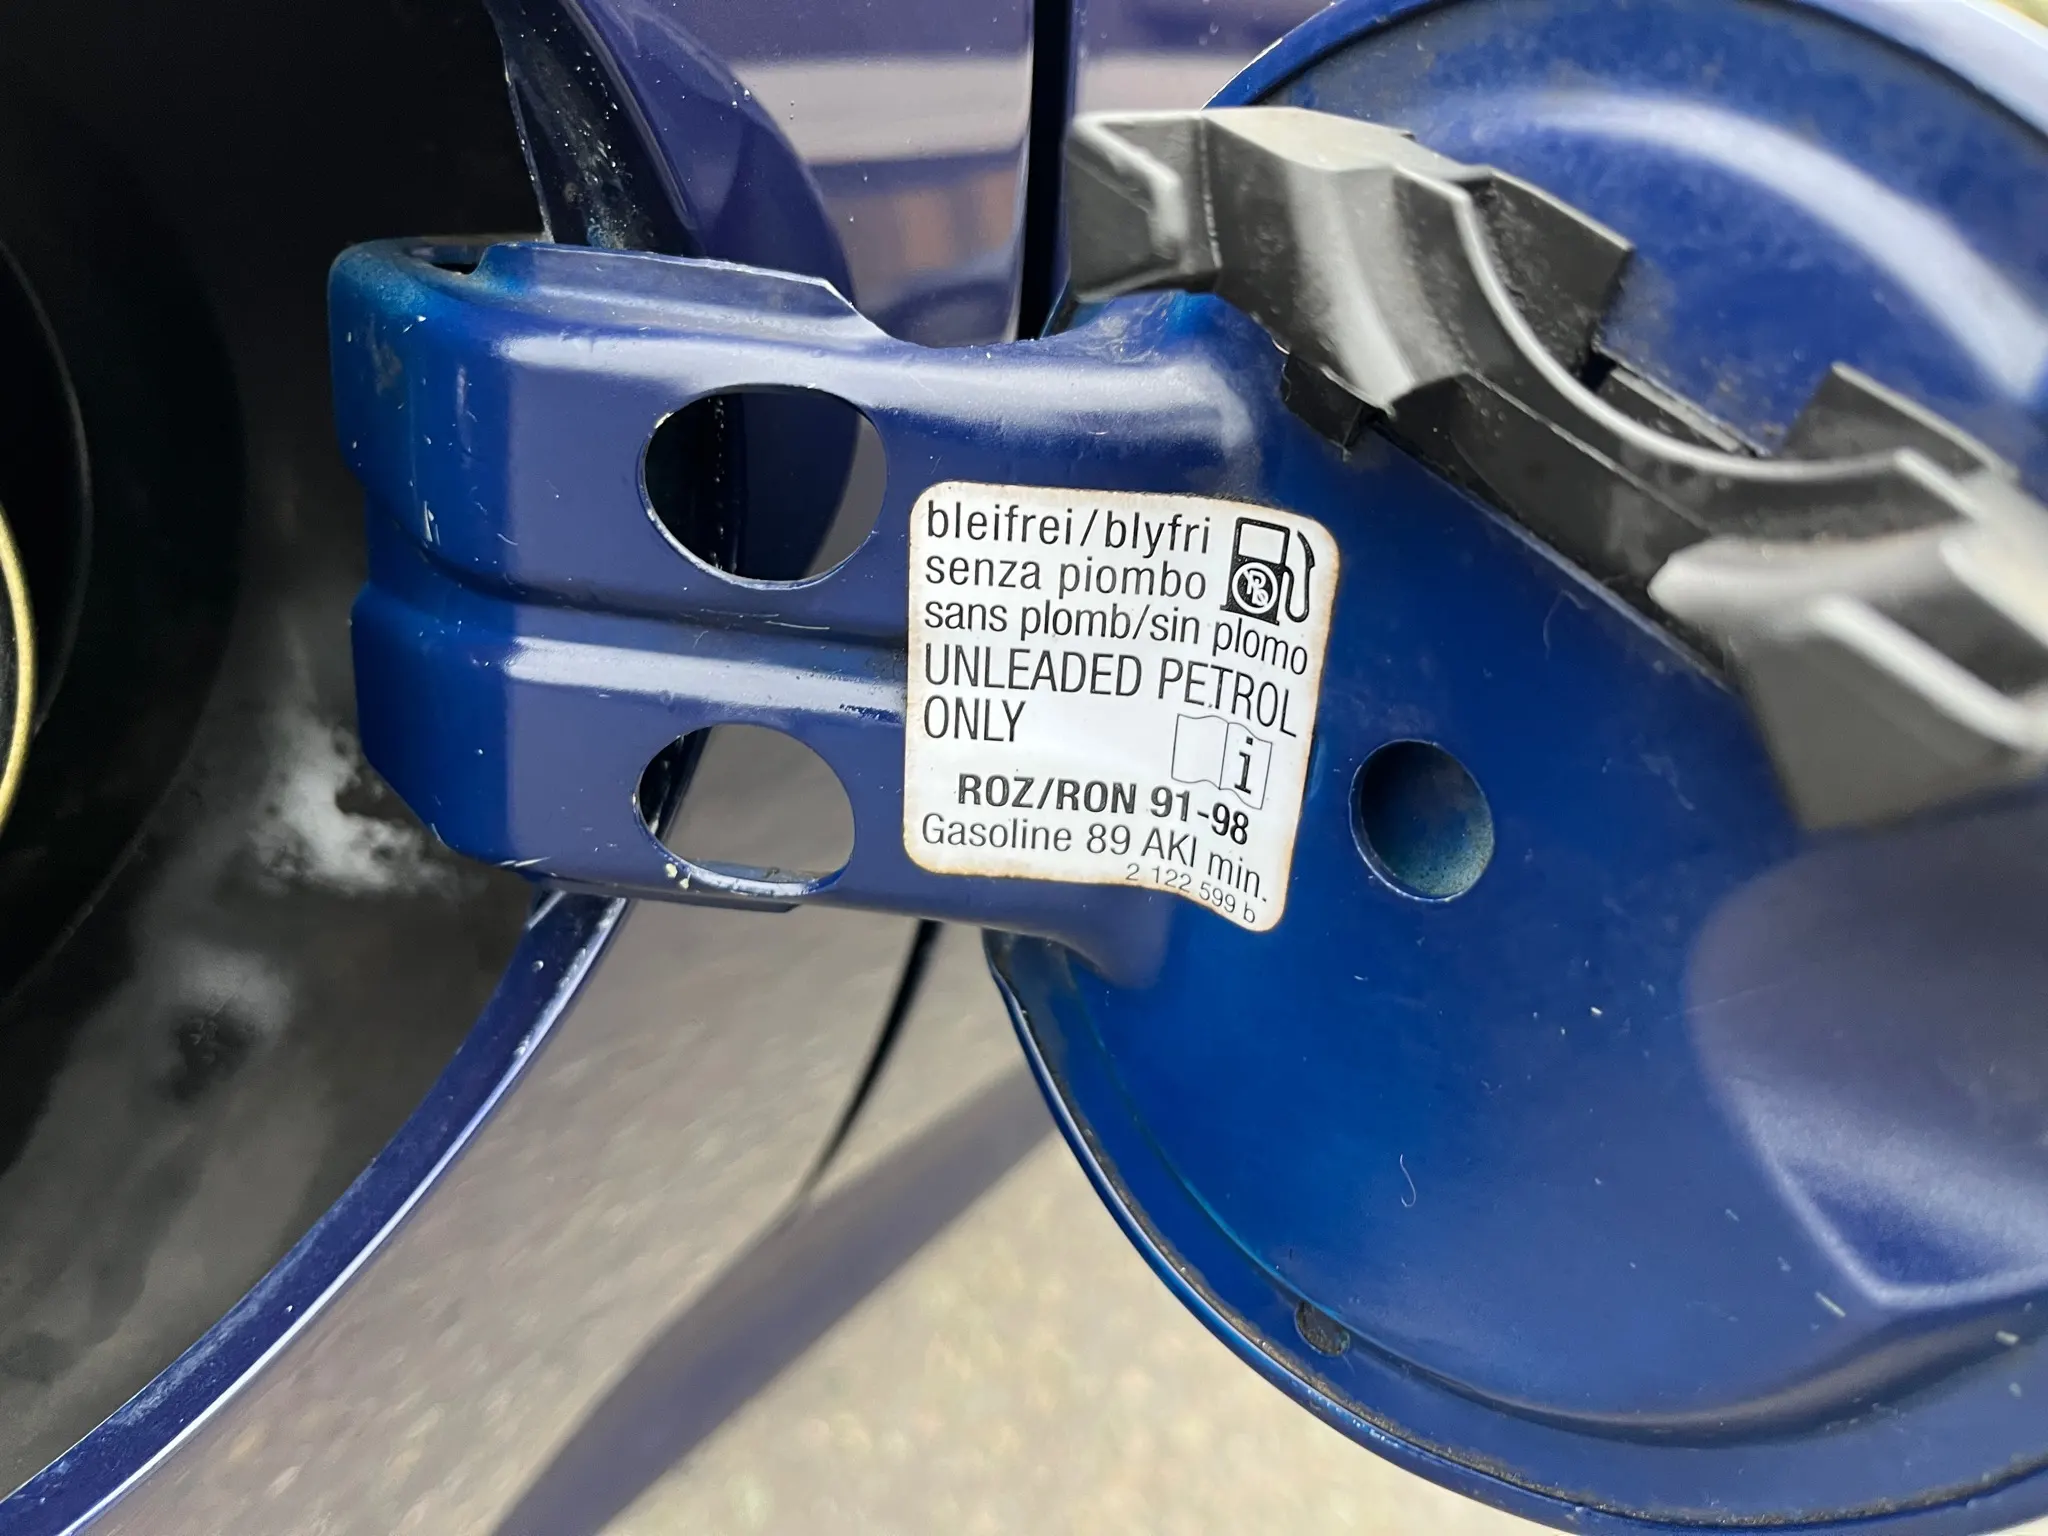 bleifrei/blyfri
senza piombo
sans plomb/sin plomo
UNLEADED PETROL
ONLY
i
ROZ/RON 91-98
Gasoline 89 AKI min.
2 122 599 b